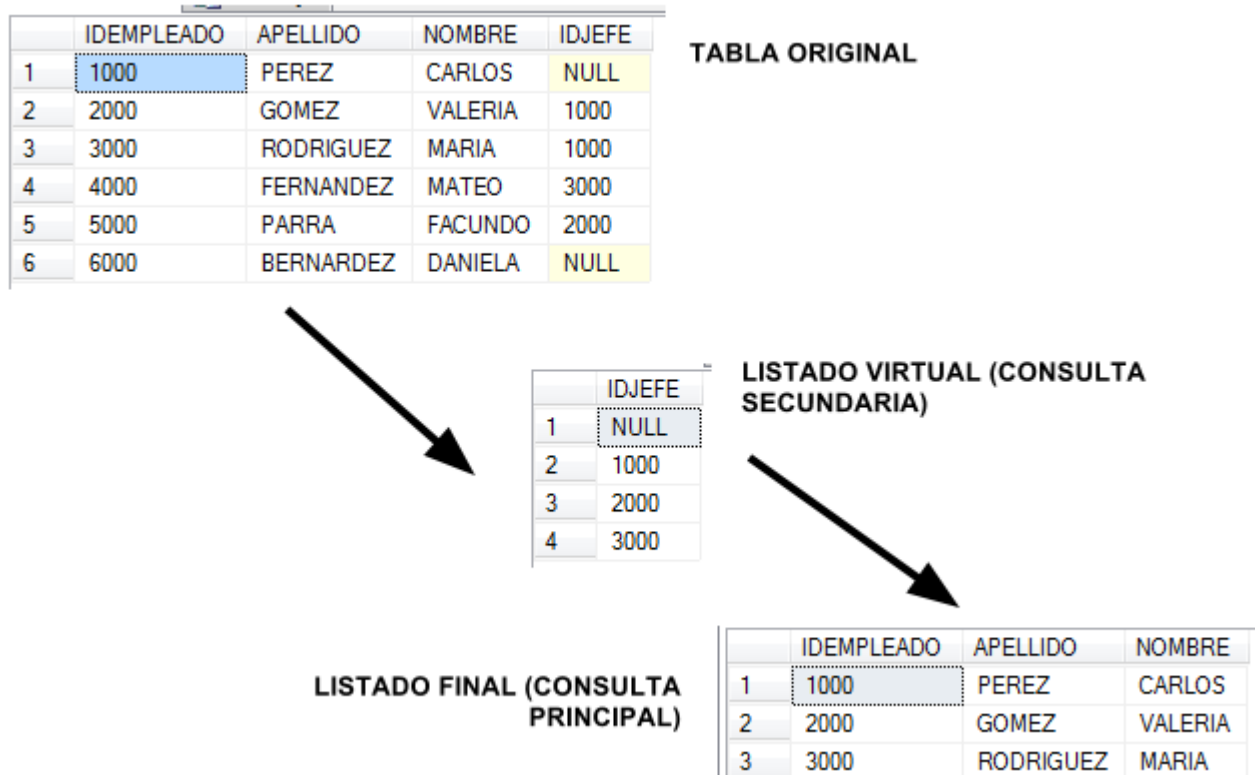 IDEMPLEADO APELLIDO NOMBRE IDJEFE
1 1000 PEREZ CARLOS NULL
2 2000 GOMEZ VALERIA 1000
3 3000 RODRIGUEZ MARIA 1000
4 4000 FERNANDEZ MATEO 3000
5 5000 PARRA FACUNDO 2000
6 6000 BERNARDEZ DANIELA NULL
TABLA ORIGINAL
LISTADO VIRTUAL (CONSULTA
SECUNDARIA)
IDJEFE
1 NULL
2 1000
3 2000
4 3000
LISTADO FINAL (CONSULTA
PRINCIPAL)
IDEMPLEADO APELLIDO NOMBRE
1 1000 PEREZ CARLOS
2 2000 GOMEZ VALERIA
3 3000 RODRIGUEZ MARIA